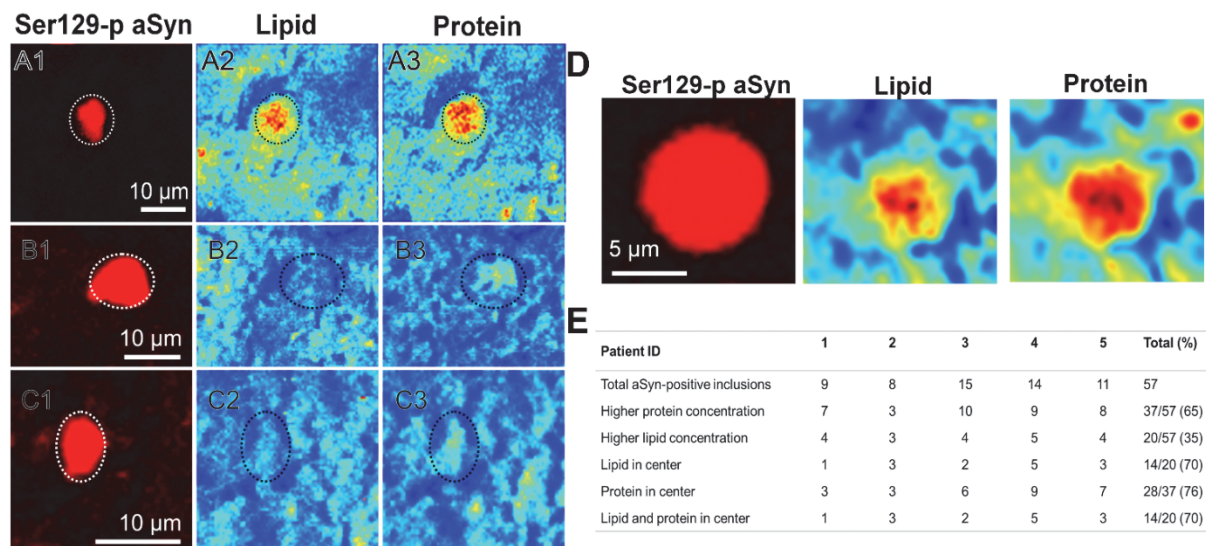 Ser129-p aSyn Lipid Protein
A1 A2 A3
10 µm
B1 B2 B3
10 µm
C1 C2 C3
10 µm
D
Ser129-p aSyn Lipid Protein
5 µm
E
Patient ID 1 2 3 4 5 Total (%)
Total aSyn-positive inclusions 9 8 15 14 11 57
Higher protein concentration 7 3 10 9 8 37/57 (65)
Higher lipid concentration 4 3 4 5 4 20/57 (35)
Lipid in center 1 3 2 5 3 14/20 (70)
Protein in center 3 3 6 9 7 28/37 (76)
Lipid and protein in center 1 3 2 5 3 14/20 (70)